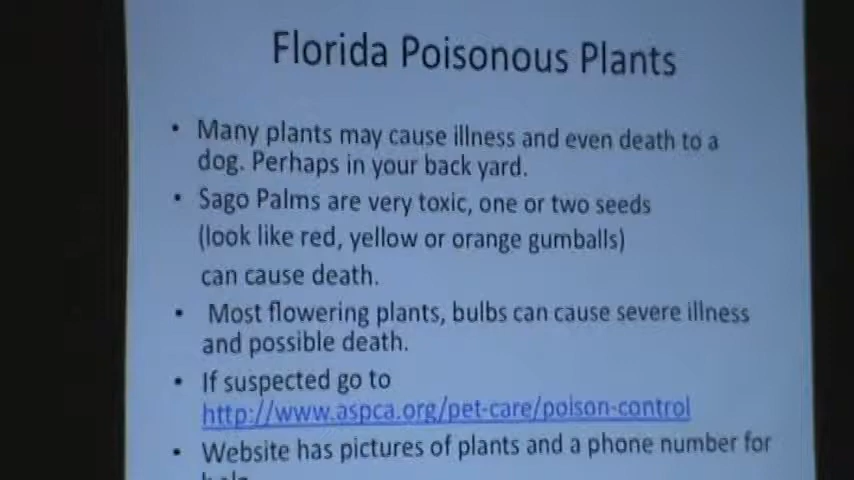 Florida Poisonous Plants
• Many plants may cause illness and even death to a
dog. Perhaps in your back yard.
• Sago Palms are very toxic, one or two seeds
(look like red, yellow or orange gumballs)
can cause death.
• Most flowering plants, bulbs can cause severe illness
and possible death.
• If suspected go to
http://www.aspca.org/pet-care/poison-control
• Website has pictures of plants and a phone number for